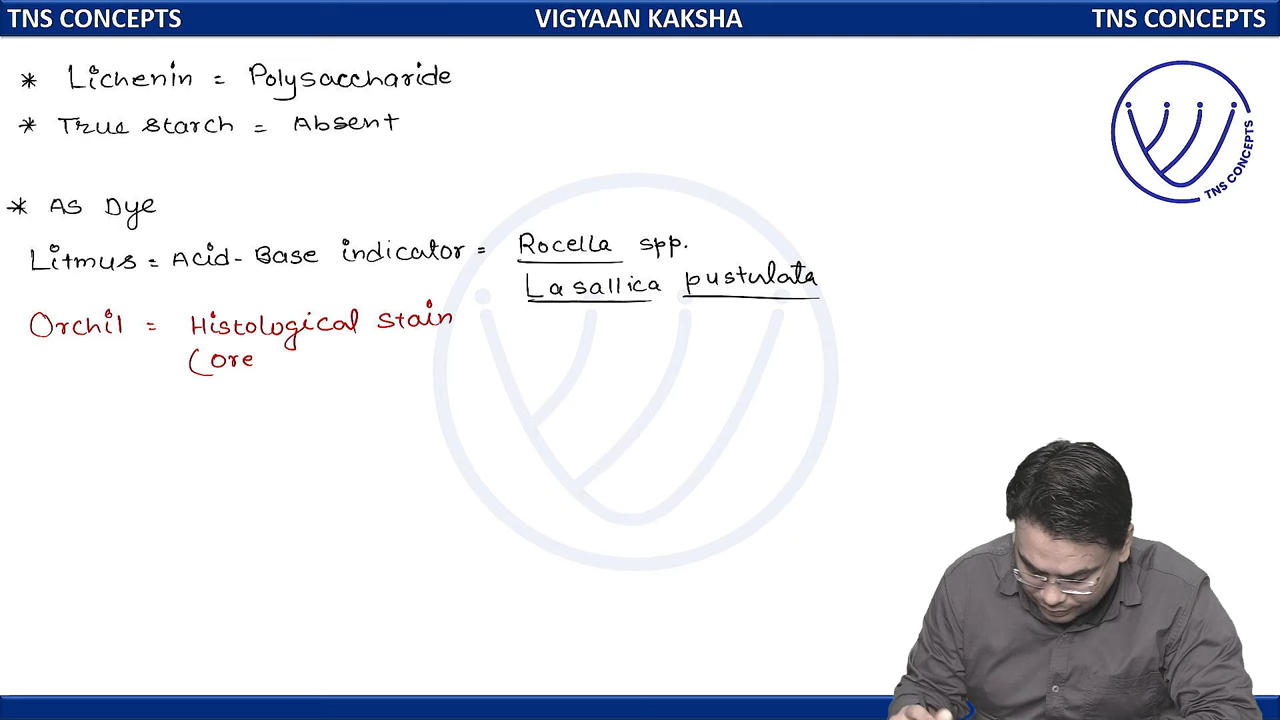 TNS CONCEPTS VIGYAAN KAKSHA TNS CONCEPTS
* Lichenin = Polysaccharide
* True starch = Absent
TNS CONCEPTS
* As Dye
Litmus = Acid-Base indicator = Rocella spp.
Lasallica pustulata
Orchil = Histological stain
(ore